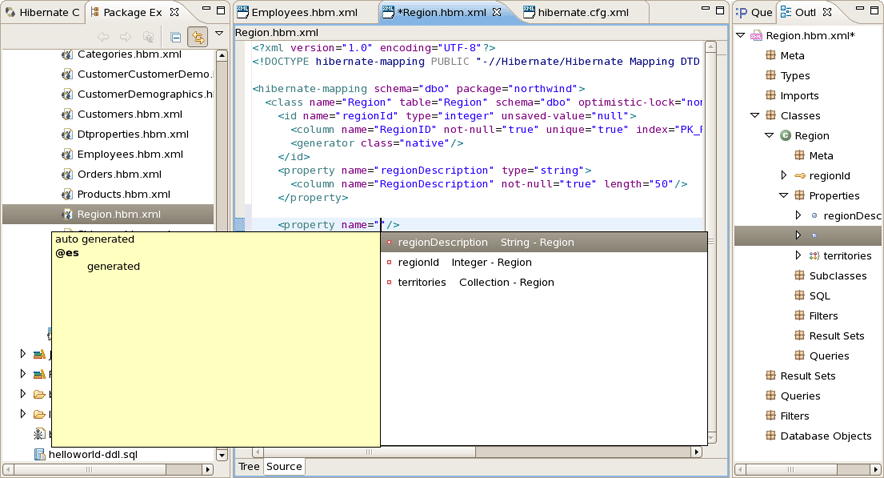 Hibernate C
Package Ex
Categories.hbm.xml
CustomerCustomerDemo.
CustomerDemographics.h
Customers.hbm.xml
Dtproperties.hbm.xml
Employees.hbm.xml
Orders.hbm.xml
Products.hbm.xml
Region.hbm.xml
helloworld-ddl.sql
auto generated
@es
generated
Employees.hbm.xml
*Region.hbm.xml
hibernate.cfg.xml
Region.hbm.xml
<?xml version="1.0" encoding="UTF-8"?>
<!DOCTYPE hibernate-mapping PUBLIC "-//Hibernate/Hibernate Mapping DTD
<hibernate-mapping schema="dbo" package="northwind">
<class name="Region" table="Region" schema="dbo" optimistic-lock="non
<id name="regionId" type="integer" unsaved-value="null">
<column name="RegionID" not-null="true" unique="true" index="PK_R
<generator class="native"/>
</id>
<property name="regionDescription" type="string">
<column name="RegionDescription" not-null="true" length="50"/>
</property>
<property name=""/>
regionDescription String - Region
regionId Integer - Region
territories Collection - Region
Tree
Source
Que
Outl
Region.hbm.xml*
Meta
Types
Imports
Classes
Region
Meta
regionId
Properties
regionDesc
territories
Subclasses
SQL
Filters
Result Sets
Queries
Result Sets
Queries
Filters
Database Objects